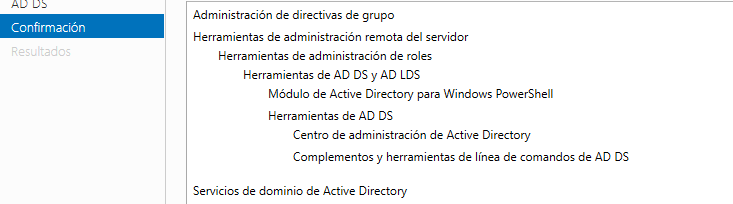 AD DS
Confirmación
Resultados
Administración de directivas de grupo
Herramientas de administración remota del servidor
Herramientas de administración de roles
Herramientas de AD DS y AD LDS
Módulo de Active Directory para Windows PowerShell
Herramientas de AD DS
Centro de administración de Active Directory
Complementos y herramientas de línea de comandos de AD DS
Servicios de dominio de Active Directory